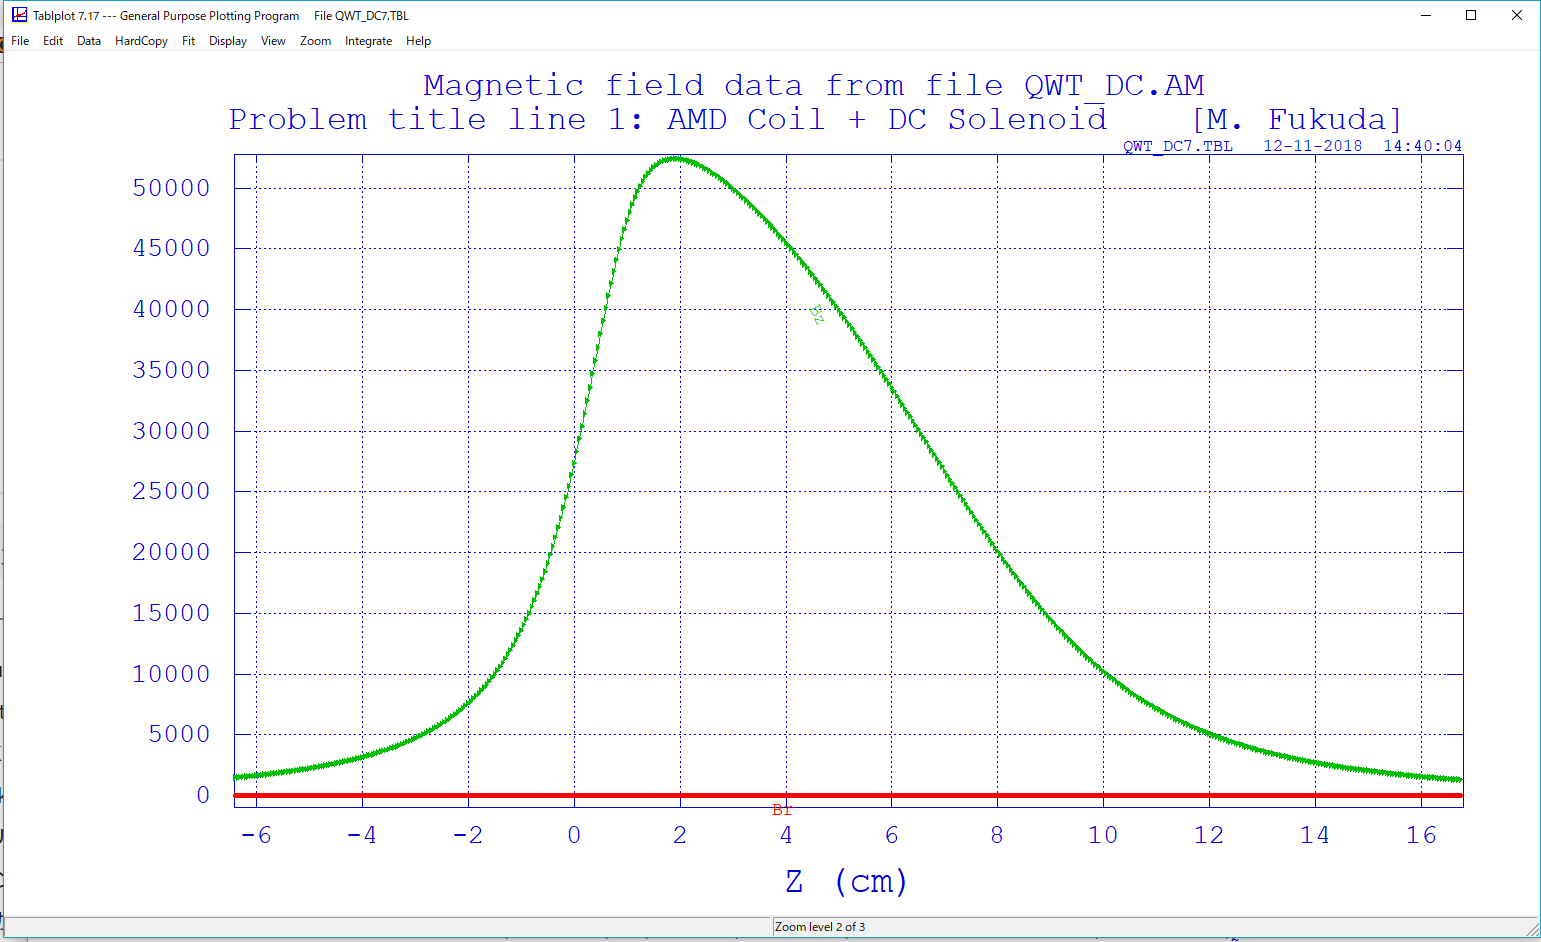 Tablplot 7.17 --- General Purpose Plotting Program File QWT_DC7.TBL
File Edit Data HardCopy Fit Display View Zoom Integrate Help
Magnetic field data from file QWT_DC.AM
Problem title line 1: AMD Coil + DC Solenoid [M. Fukuda]
QWT_DC7.TBL 12-11-2018 14:40:04
50000
45000
40000
Bz
35000
30000
25000
20000
15000
10000
5000
0
Br
-6 -4 -2 0 2 4 6 8 10 12 14 16
Z (cm)
Zoom level 2 of 3